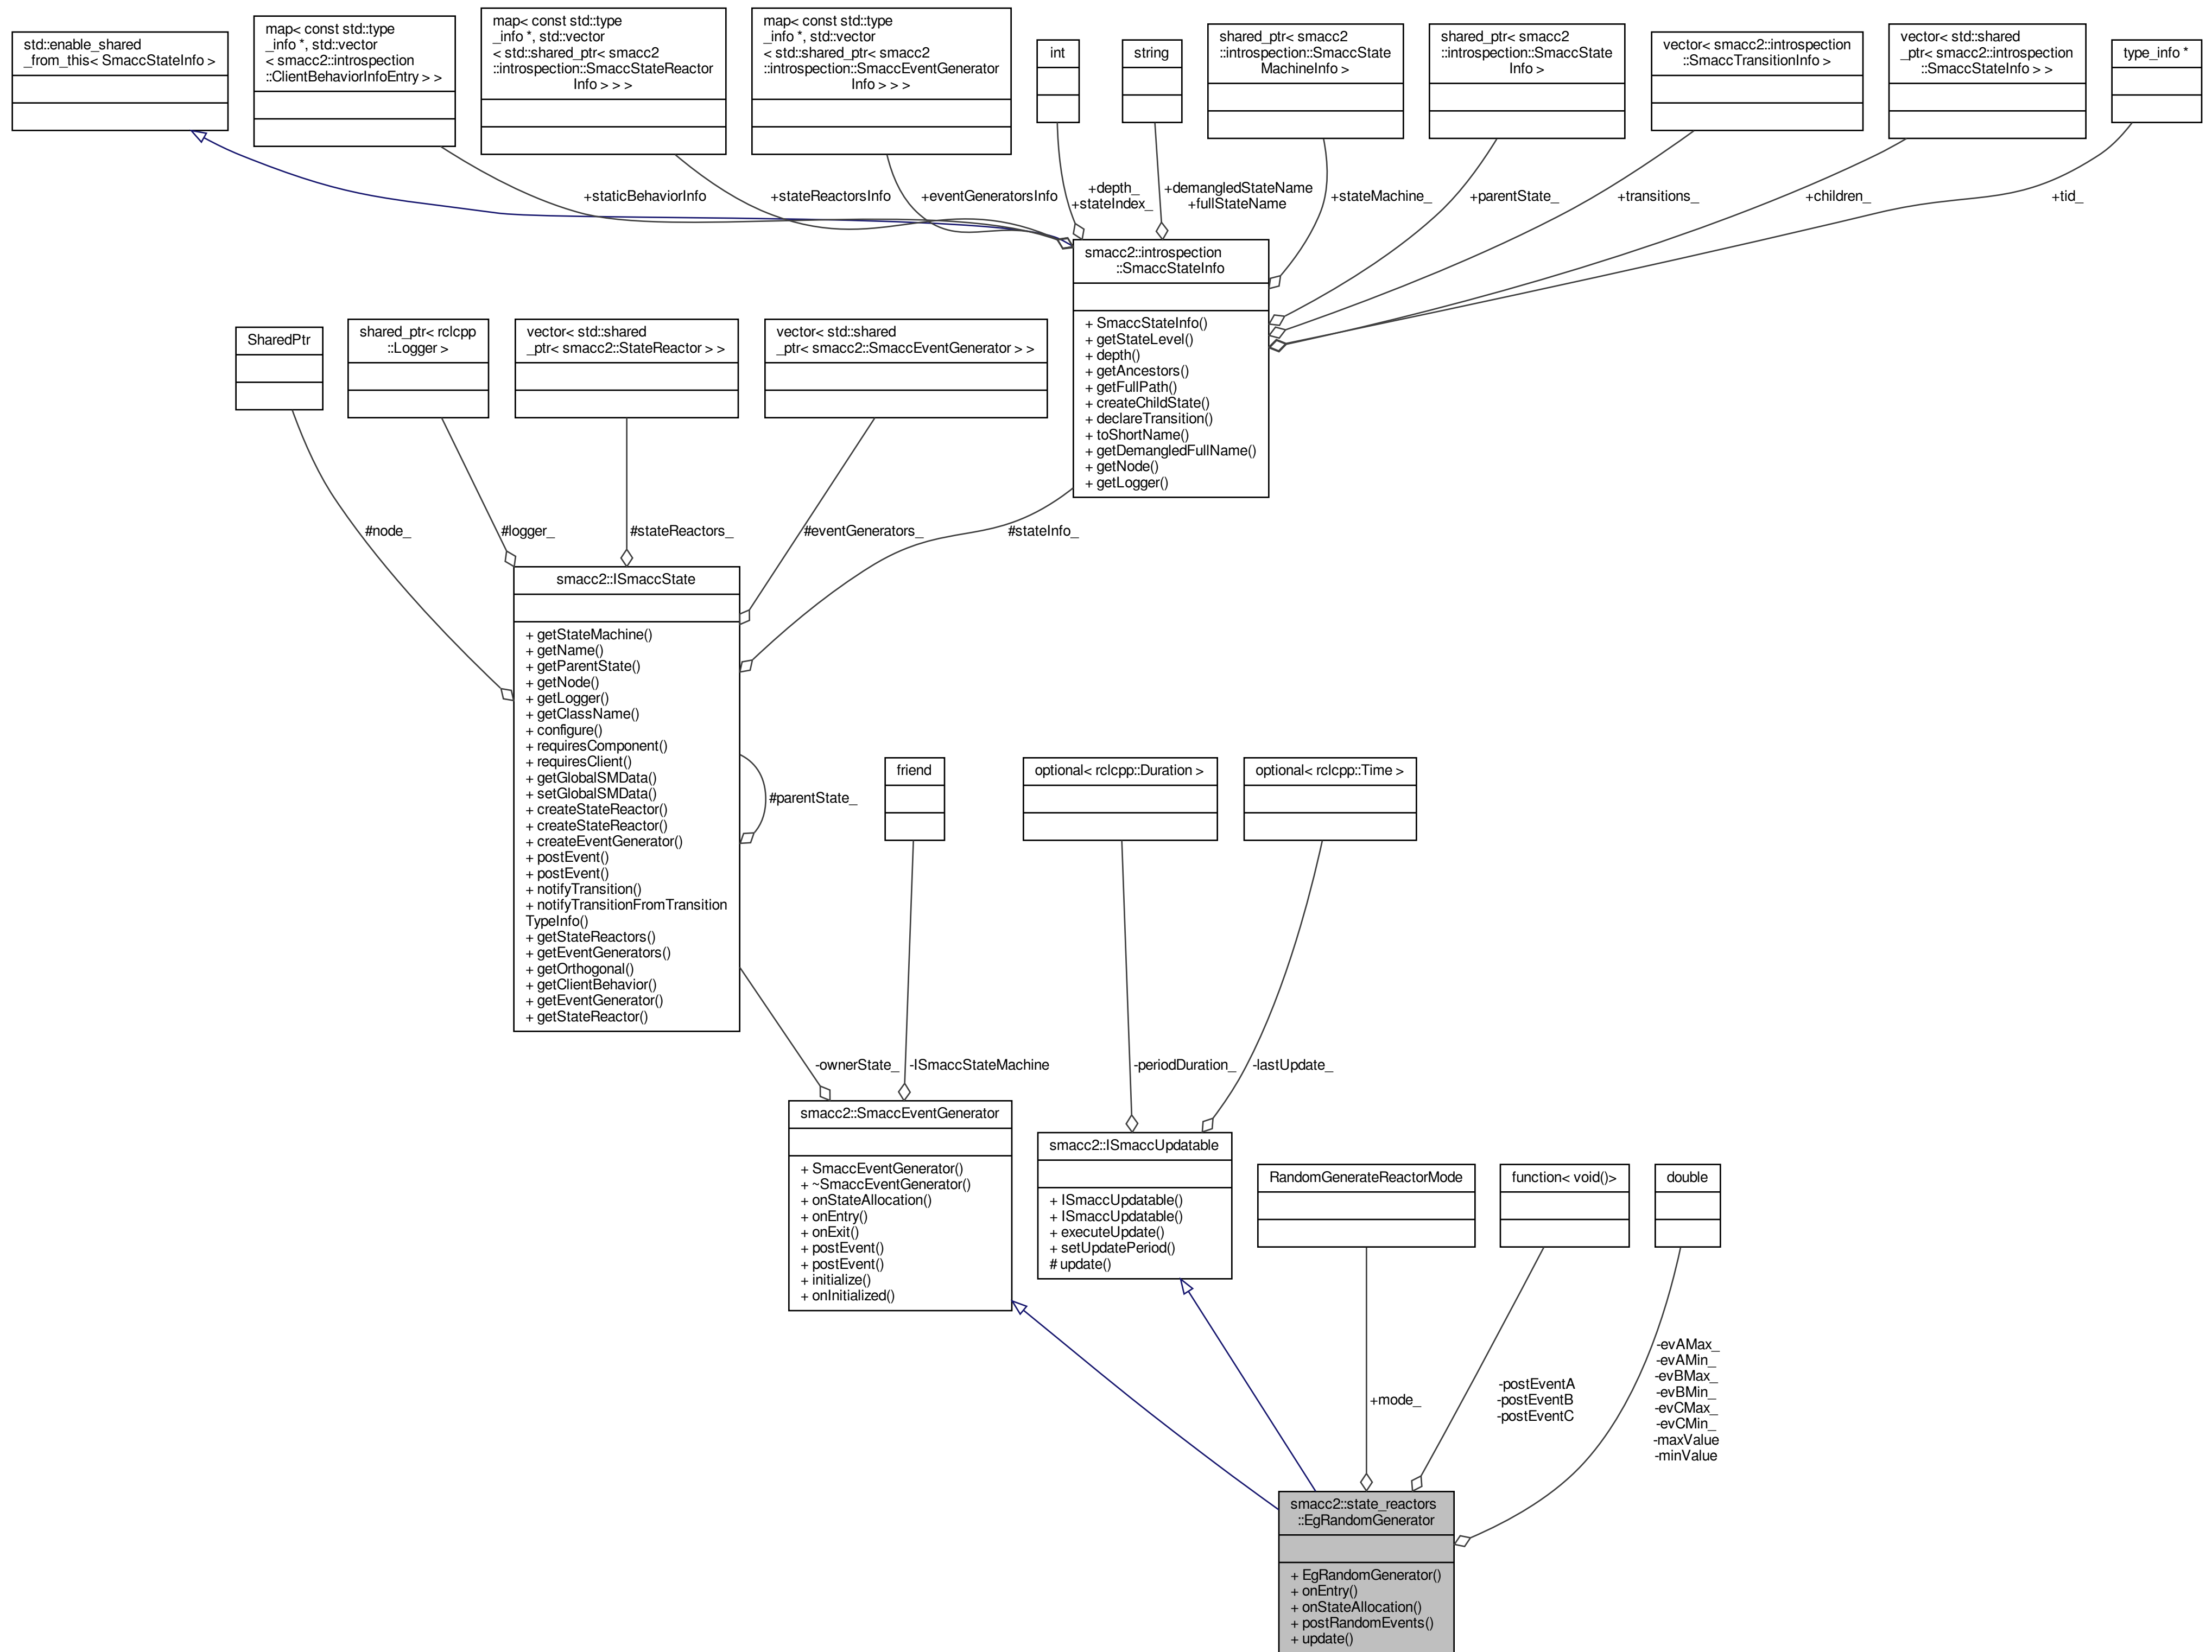 std::enable_shared
_from_this< SmaccStateInfo >
map< const std::type
_info *, std::vector
< smacc2::introspection
::ClientBehaviorInfoEntry > >
map< const std::type
_info *, std::vector
< std::shared_ptr< smacc2
::introspection::SmaccStateReactor
Info > > >
map< const std::type
_info *, std::vector
< std::shared_ptr< smacc2
::introspection::SmaccEventGenerator
Info > > >
int
string
shared_ptr< smacc2
::introspection::SmaccState
MachineInfo >
shared_ptr< smacc2
::introspection::SmaccState
Info >
vector< smacc2::introspection
::SmaccTransitionInfo >
vector< std::shared
_ptr< smacc2::introspection
::SmaccStateInfo > >
type_info *
+staticBehaviorInfo
+stateReactorsInfo
+eventGeneratorsInfo
+depth_
+stateIndex_
+demangledStateName
+fullStateName
+stateMachine_
+parentState_
+transitions_
+children_
+tid_
smacc2::introspection
::SmaccStateInfo
+ SmaccStateInfo()
+ getStateLevel()
+ depth()
+ getAncestors()
+ getFullPath()
+ createChildState()
+ declareTransition()
+ toShortName()
+ getDemangledFullName()
+ getNode()
+ getLogger()
SharedPtr
shared_ptr< rclcpp
::Logger >
vector< std::shared
_ptr< smacc2::StateReactor > >
vector< std::shared
_ptr< smacc2::SmaccEventGenerator > >
#node_
#logger_
#stateReactors_
#eventGenerators_
#stateInfo_
smacc2::ISmaccState
+ getStateMachine()
+ getName()
+ getParentState()
+ getNode()
+ getLogger()
+ getClassName()
+ configure()
+ requiresComponent()
+ requiresClient()
+ getGlobalSMData()
+ setGlobalSMData()
+ createStateReactor()
+ createStateReactor()
+ createEventGenerator()
+ postEvent()
+ postEvent()
+ notifyTransition()
+ notifyTransitionFromTransition
TypeInfo()
+ getStateReactors()
+ getEventGenerators()
+ getOrthogonal()
+ getClientBehavior()
+ getEventGenerator()
+ getStateReactor()
#parentState_
friend
optional< rclcpp::Duration >
optional< rclcpp::Time >
-ownerState_
-ISmaccStateMachine
-periodDuration_
-lastUpdate_
smacc2::SmaccEventGenerator
+ SmaccEventGenerator()
+ ~SmaccEventGenerator()
+ onStateAllocation()
+ onEntry()
+ onExit()
+ postEvent()
+ postEvent()
+ initialize()
+ onInitialized()
smacc2::ISmaccUpdatable
+ ISmaccUpdatable()
+ ISmaccUpdatable()
+ executeUpdate()
+ setUpdatePeriod()
# update()
RandomGenerateReactorMode
function< void()>
double
+mode_
-postEventA
-postEventB
-postEventC
-evAMax_
-evAMin_
-evBMax_
-evBMin_
-evCMax_
-evCMin_
-maxValue
-minValue
smacc2::state_reactors
::EgRandomGenerator
+ EgRandomGenerator()
+ onEntry()
+ onStateAllocation()
+ postRandomEvents()
+ update()